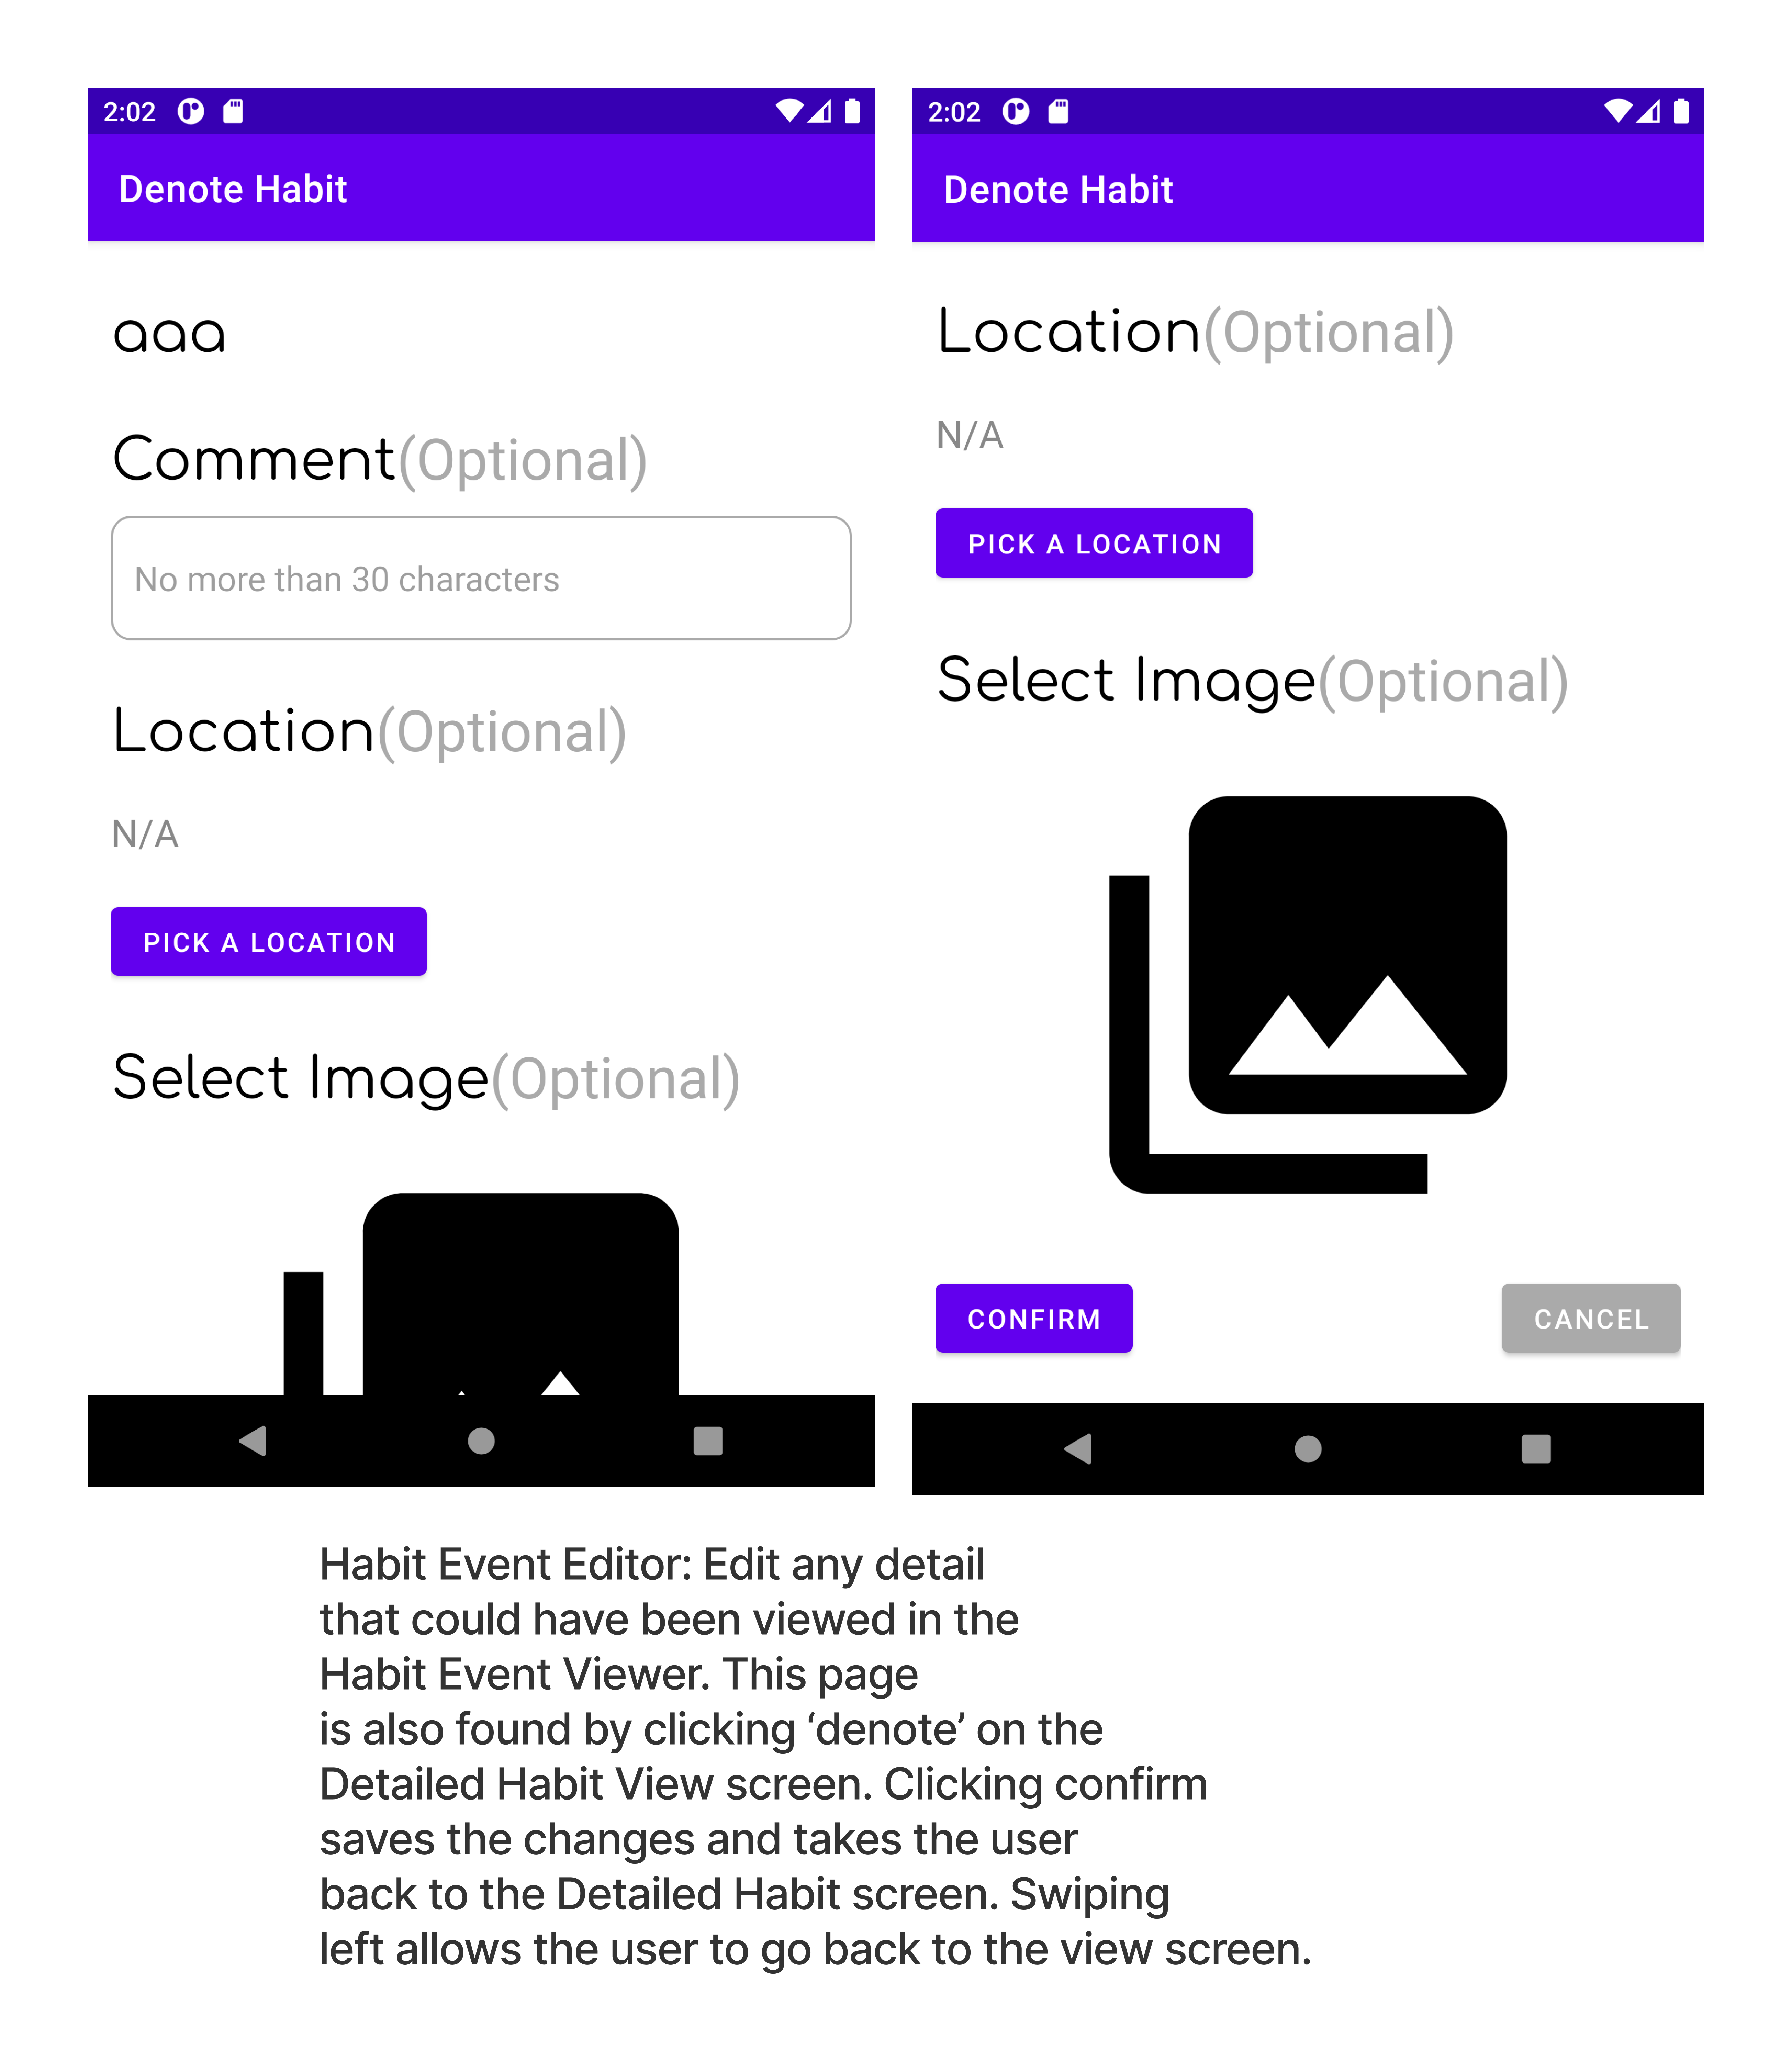 2:02
Denote Habit
aaa
Comment(Optional)
No more than 30 characters
Location(Optional)
N/A
PICK A LOCATION
Select Image(Optional)
2:02
Denote Habit
Location(Optional)
N/A
PICK A LOCATION
Select Image(Optional)
CONFIRM
CANCEL
Habit Event Editor: Edit any detail
that could have been viewed in the
Habit Event Viewer. This page
is also found by clicking ‘denote’ on the
Detailed Habit View screen. Clicking confirm
saves the changes and takes the user
back to the Detailed Habit screen. Swiping
left allows the user to go back to the view screen.